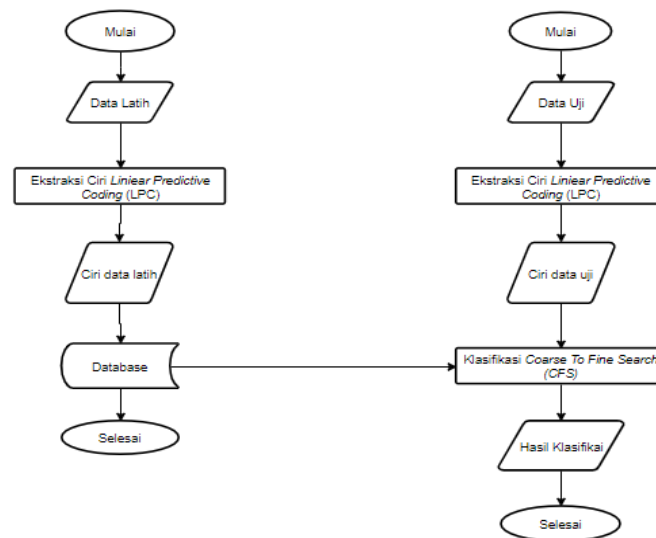 Mulai
Data Latih
Ekstraksi Ciri Liniear Predictive
Coding (LPC)
Ciri data latih
Database
Selesai
Mulai
Data Uji
Ekstraksi Ciri Liniear Predictive
Coding (LPC)
Ciri data uji
Klasifikasi Coarse To Fine Search
(CFS)
Hasil Klasifikai
Selesai